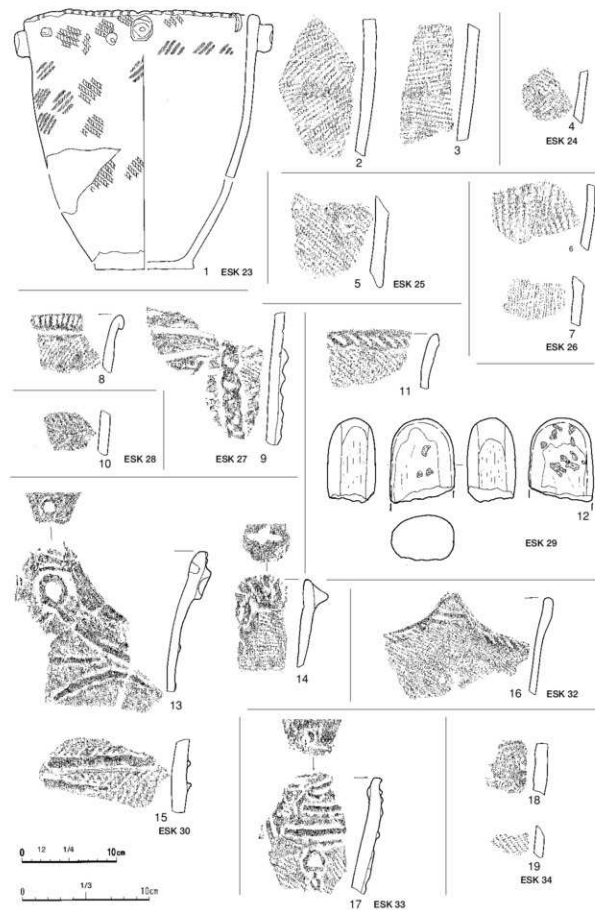 1 ESK 23
2
3
4
ESK 24
5 ESK 25
6
7
ESK 26
8
9
ESK 27
10 ESK 28
11
12
ESK 29
13
14
15
ESK 30
16 ESK 32
17 ESK 33
18
19
ESK 34
0 12 1/4 10cm
0 1/3 10cm